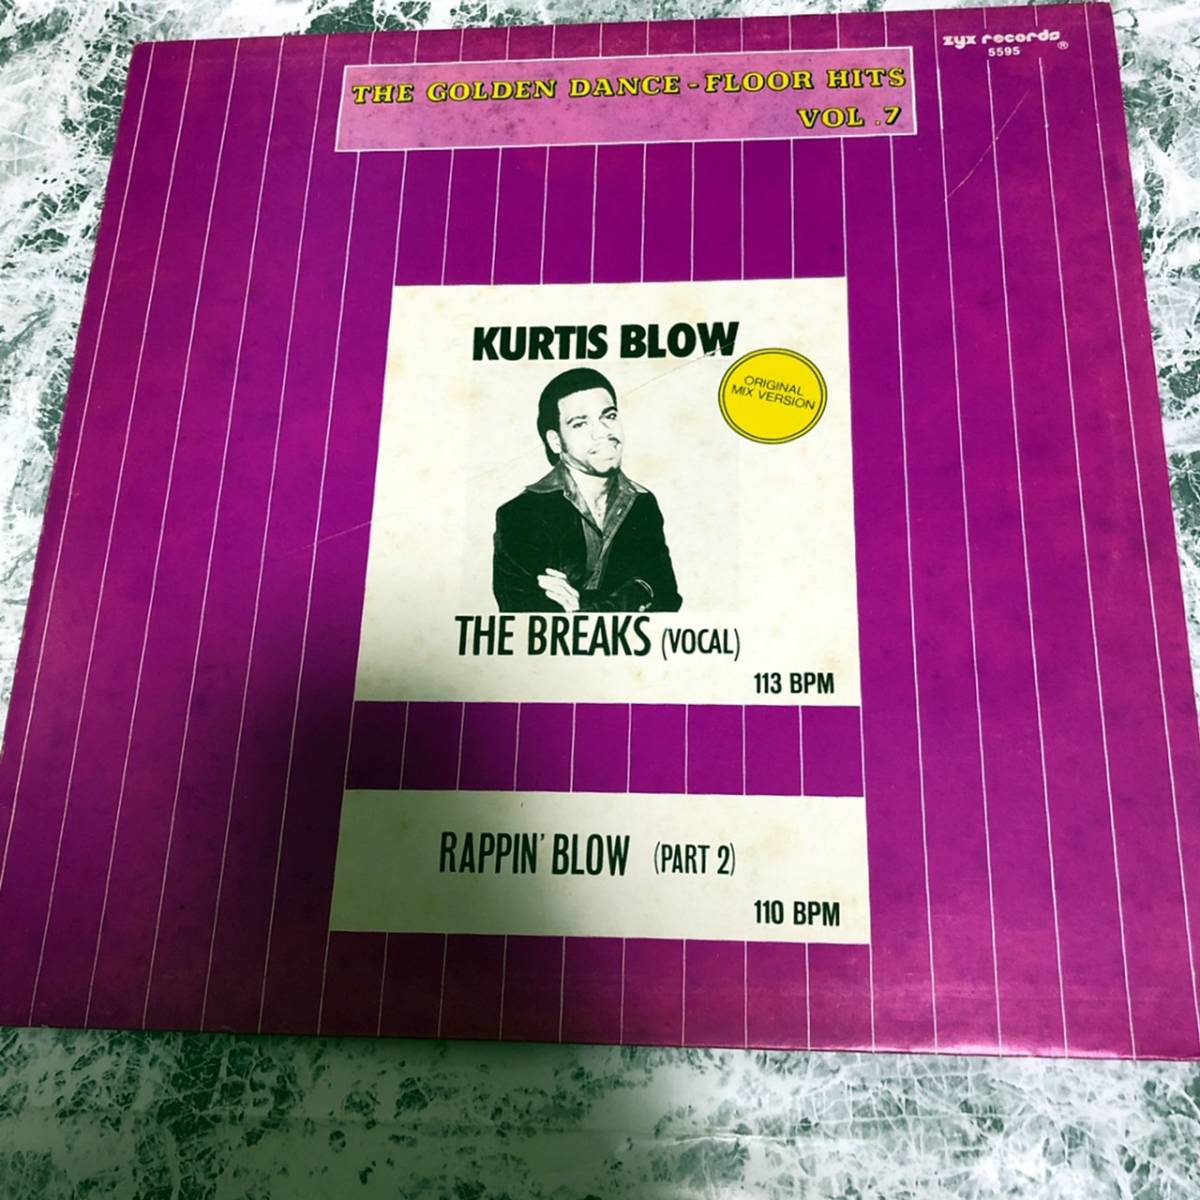 zyx records ®
5595
THE GOLDEN DANCE-FLOOR HITS
VOL .7
KURTIS BLOW
ORIGINAL
MIX VERSION
THE BREAKS (VOCAL)
113 BPM
RAPPIN' BLOW (PART 2)
110 BPM